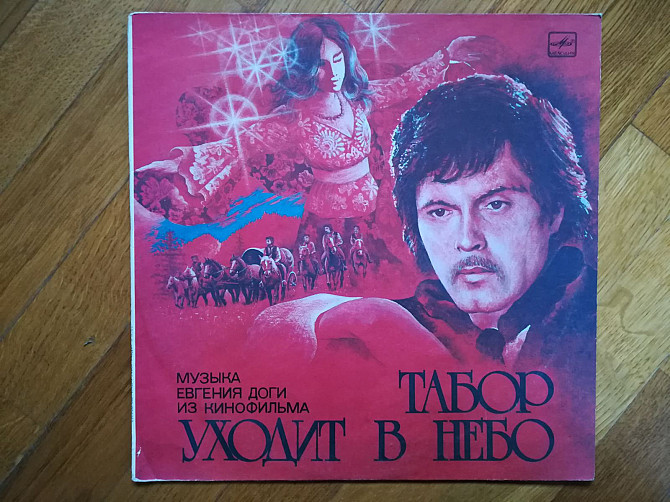 МУЗЫКА
ЕВГЕНИЯ ДОГИ
ИЗ КИНОФИЛЬМА
ТАБОР
УХОДИТ В НЕБО